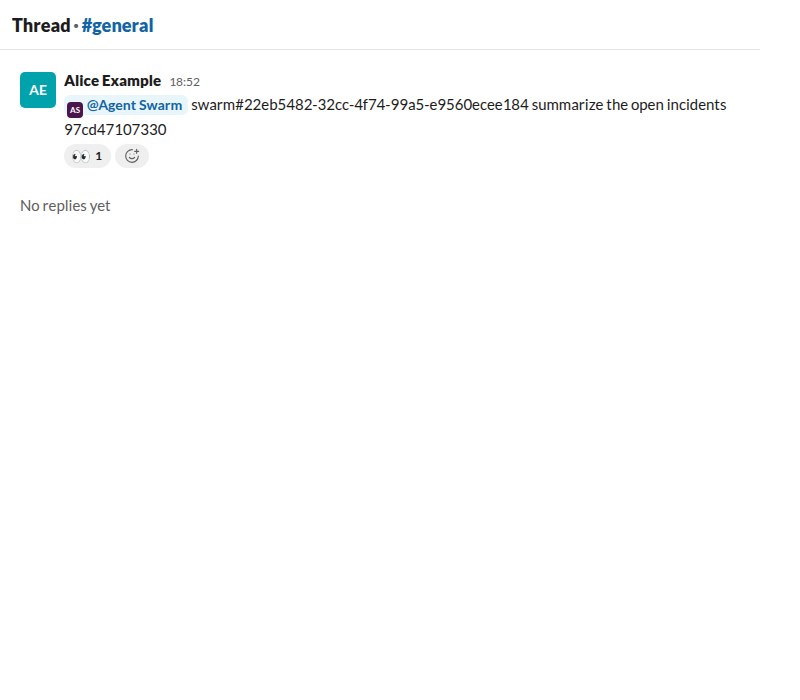 Thread • #general
AE
Alice Example 18:52
AS @Agent Swarm swarm#22eb5482-32cc-4f74-99a5-e9560ecee184 summarize the open incidents
97cd47107330
👀 1
No replies yet